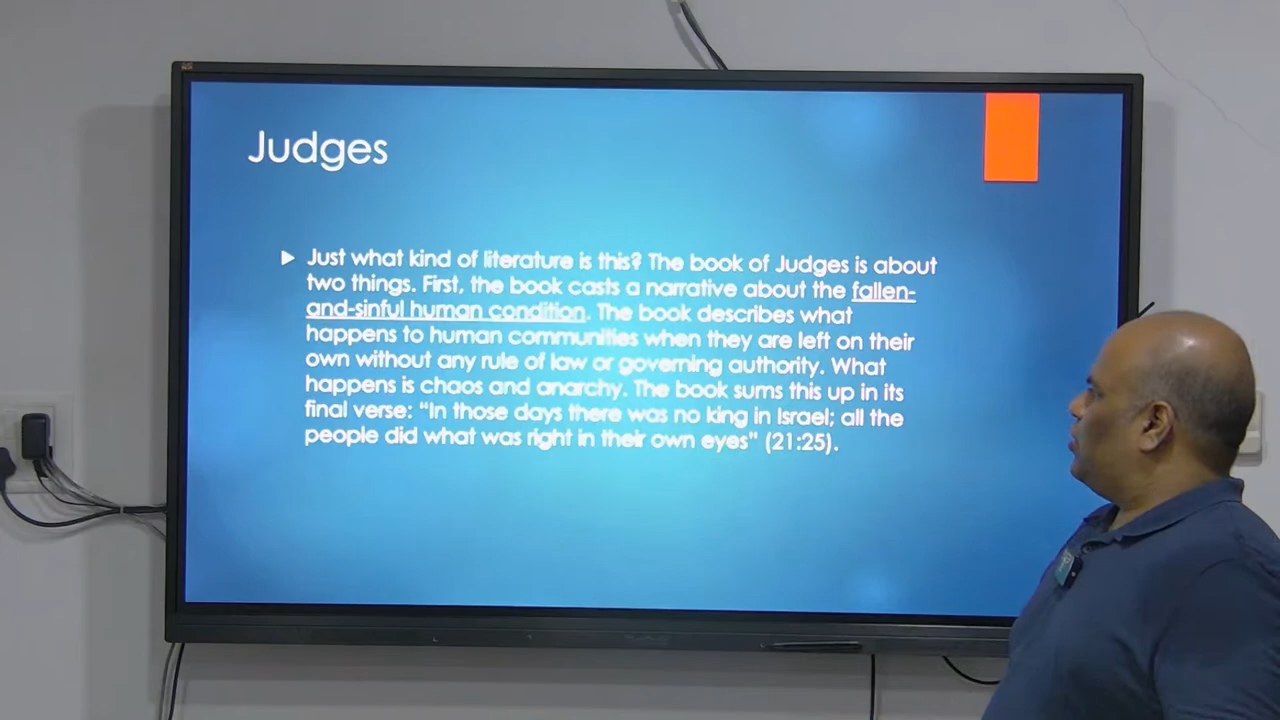 Judges
Just what kind of literature is this? The book of Judges is about
two things. First, the book casts a narrative about the fallen-
and-sinful human condition. The book describes what
happens to human communities when they are left on their
own without any rule of law or governing authority. What
happens is chaos and anarchy. The book sums this up in its
final verse: “In those days there was no king in Israel; all the
people did what was right in their own eyes” (21:25).